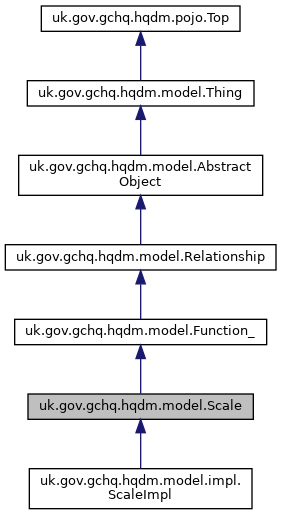 uk.gov.gchq.hqdm.pojo.Top
uk.gov.gchq.hqdm.model.Thing
uk.gov.gchq.hqdm.model.Abstract
Object
uk.gov.gchq.hqdm.model.Relationship
uk.gov.gchq.hqdm.model.Function_
uk.gov.gchq.hqdm.model.Scale
uk.gov.gchq.hqdm.model.impl.
ScaleImpl